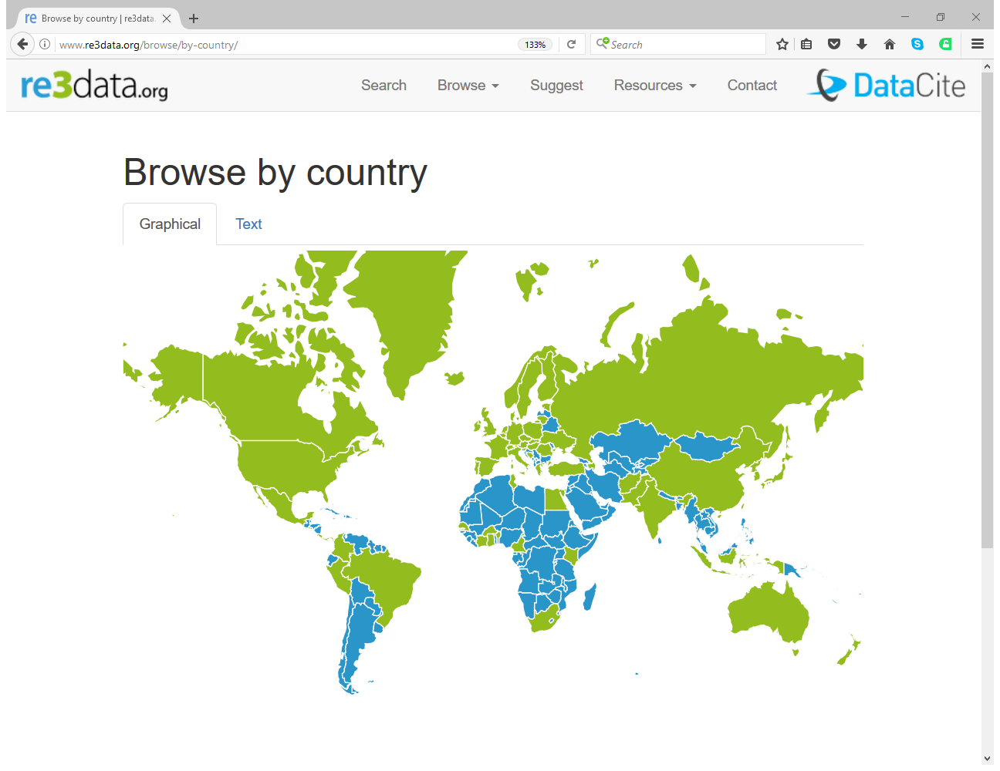 re Browse by country | re3data.
www.re3data.org/browse/by-country/ 133% Search
re3data.org Search Browse Suggest Resources Contact DataCite
Browse by country
Graphical Text